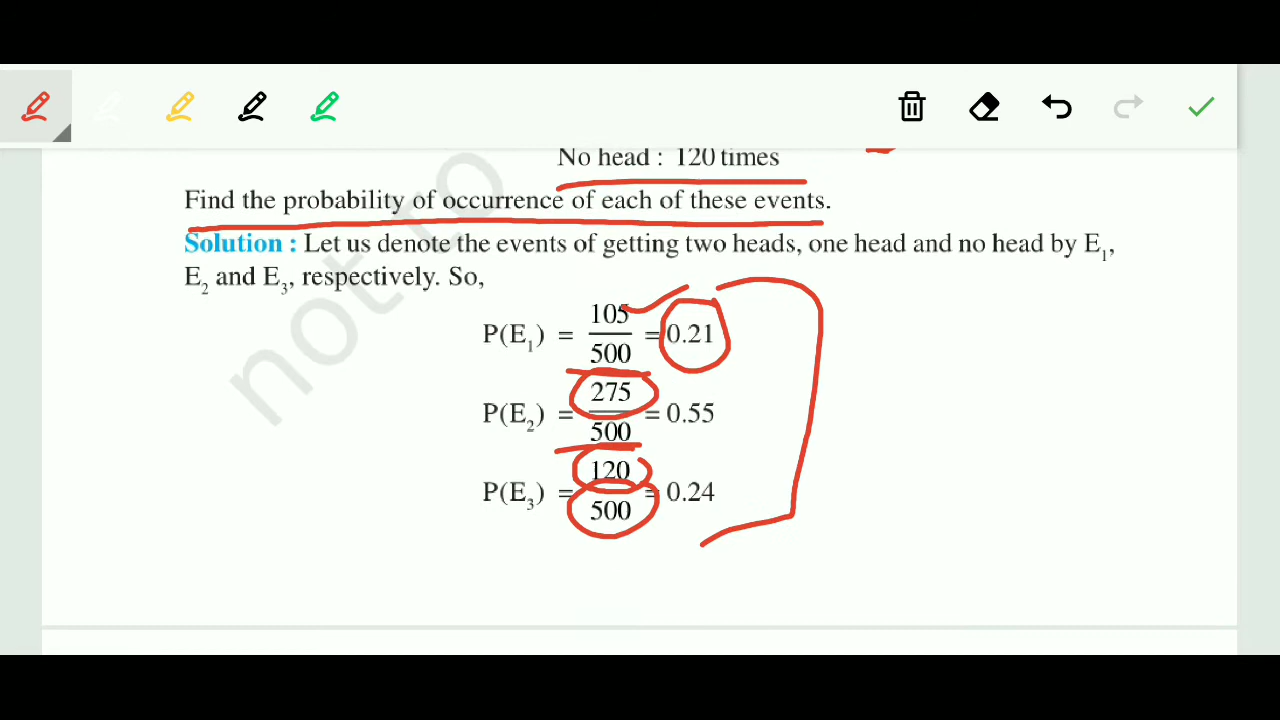 No head : 120 times
Find the probability of occurrence of each of these events.
Solution : Let us denote the events of getting two heads, one head and no head by E₁,
E₂ and E₃, respectively. So,
P(E₁) = 105/500 = 0.21
P(E₂) = 275/500 = 0.55
P(E₃) = 120/500 = 0.24
not to